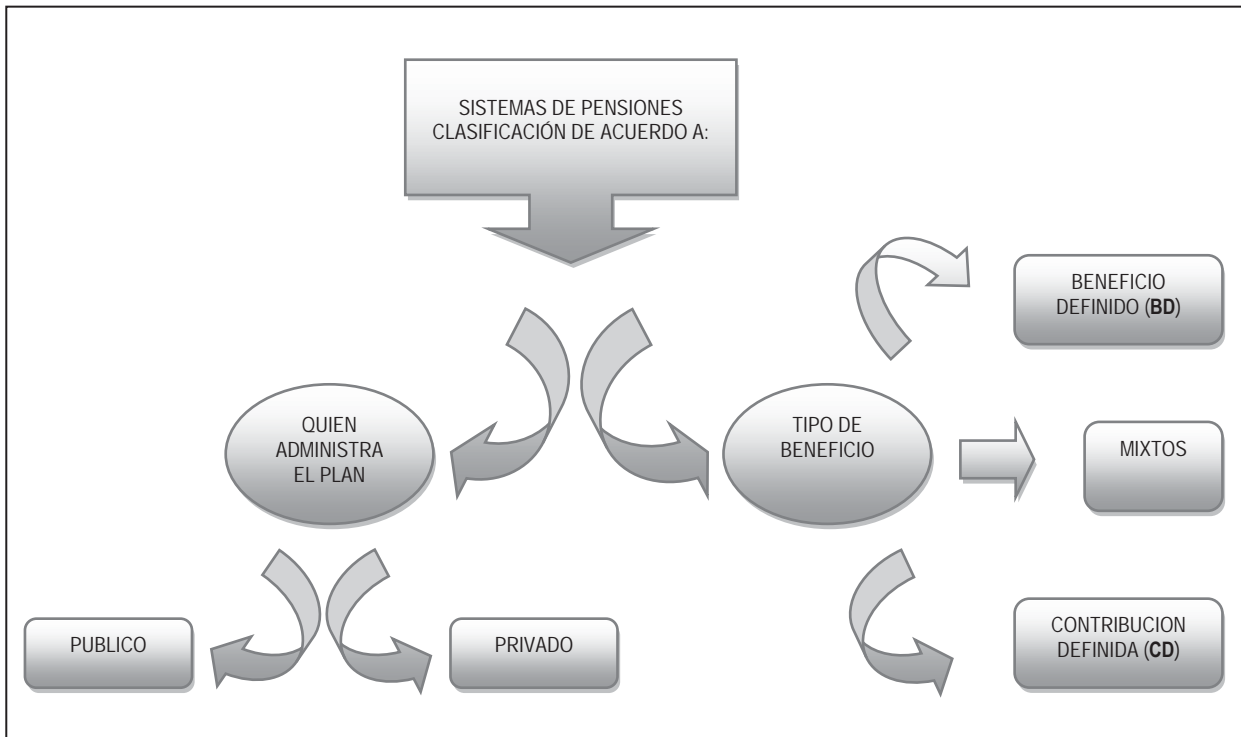 SISTEMAS DE PENSIONES
CLASIFICACIÓN DE ACUERDO A:
QUIEN
ADMINISTRA
EL PLAN
PUBLICO
PRIVADO
TIPO DE
BENEFICIO
BENEFICIO
DEFINIDO (BD)
MIXTOS
CONTRIBUCION
DEFINIDA (CD)